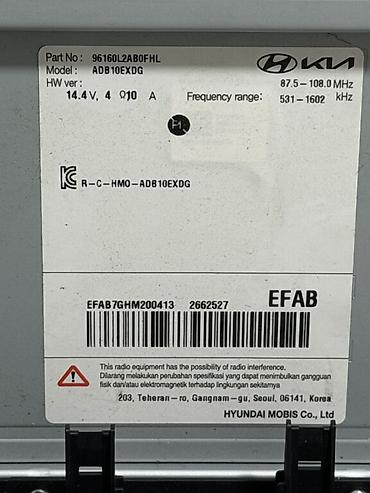 Part No : 96160L2AB0FHL
Model : ADB10EXDG
HW ver :
KIA
87.5 - 108.0 MHz
14.4 V, 4 Ω 10 A Frequency range: 531 - 1602 kHz
R-C-HMO-ADB10EXDG
EFAB7GHM200413 2662527 EFAB
This radio equipment has the possibility of radio interference.
Dilarang melakukan perubahan spesifikasi yang dapat menimbulkan gangguan
fisik dan/atau elektromagnetik terhadap lingkungan sekitarnya
203, Teheran-ro, Gangnam-gu, Seoul, 06141, Korea
HYUNDAI MOBIS Co., Ltd